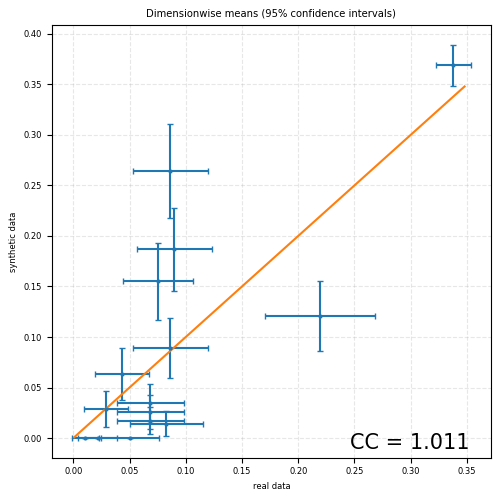 Dimensionwise means (95% confidence intervals)
0.40
0.35
0.30
0.25
0.20
0.15
0.10
0.05
0.00
synthetic data
CC = 1.011
0.00 0.05 0.10 0.15 0.20 0.25 0.30 0.35
real data